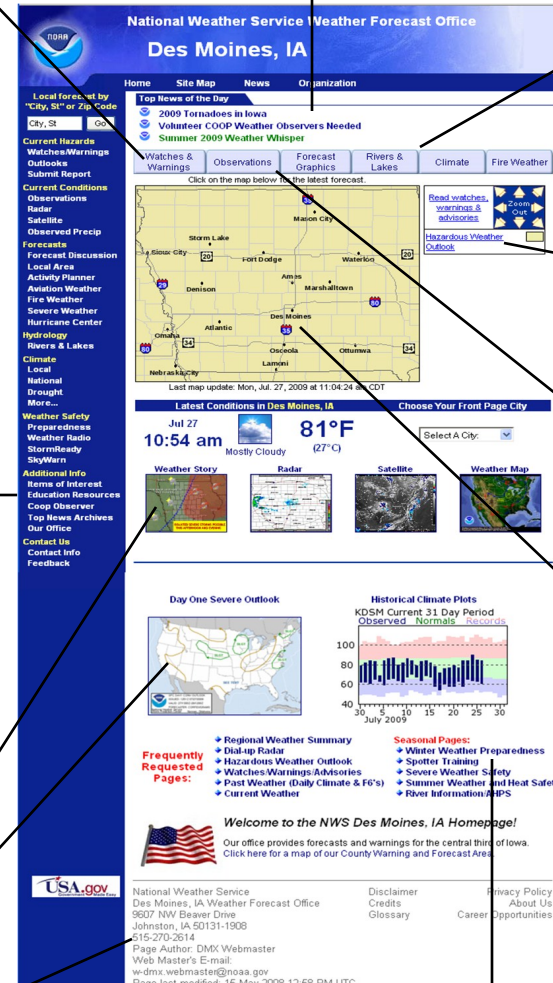 NOAA
National Weather Service Weather Forecast Office
Des Moines, IA
Home Site Map News Organization
Local forecast by
"City, St" or Zip Code
City, St Go
Current Hazards
Watches/Warnings
Outlooks
Submit Report
Current Conditions
Observations
Radar
Satellite
Observed Precip
Forecasts
Forecast Discussion
Local Area
Activity Planner
Aviation Weather
Fire Weather
Severe Weather
Hurricane Center
Hydrology
Rivers & Lakes
Climate
Local
National
Drought
More...
Weather Safety
Preparedness
Weather Radio
StormReady
SkyWarn
Additional Info
Items of Interest
Education Resources
Coop Observer
Top News Archives
Our Office
Contact Us
Contact Info
Feedback
USA.gov
Government Made Easy
Top News of the Day
2009 Tornadoes in Iowa
Volunteer COOP Weather Observers Needed
Summer 2009 Weather Whisper
Watches & Warnings
Observations
Forecast Graphics
Rivers & Lakes
Climate
Fire Weather
Click on the map below for the latest forecast.
35
Mason City
Storm Lake
Sioux City
20
Fort Dodge
Waterloo
20
Ames
29
Denison
Marshalltown
80
Des Moines
Atlantic
35
Omaha
80
34
Osceola
Ottumwa
34
Lamoni
Nebraska City
Read watches,
warnings &
advisories
Zoom
Out
Hazardous Weather
Outlook
Last map update: Mon, Jul. 27, 2009 at 11:04:24 am CDT
Latest Conditions in Des Moines, IA
Choose Your Front Page City
Jul 27
10:54 am
Mostly Cloudy
81°F
(27°C)
Select A City:
Weather Story Radar Satellite Weather Map
Day One Severe Outlook
Historical Climate Plots
KDSM Current 31 Day Period
Observed Normals Records
100
80
60
40
30 5 10 15 20 25 30
July 2009
Frequently
Requested
Pages:
Regional Weather Summary
Dial-up Radar
Hazardous Weather Outlook
Watches/Warnings/Advisories
Past Weather (Daily Climate & F6's)
Current Weather
Seasonal Pages:
Winter Weather Preparedness
Spotter Training
Severe Weather Safety
Summer Weather and Heat Safe
River Information/AHPS
Welcome to the NWS Des Moines, IA Homepage!
Our office provides forecasts and warnings for the central third of Iowa.
Click here for a map of our County Warning and Forecast Area.
National Weather Service
Des Moines, IA Weather Forecast Office
9607 NW Beaver Drive
Johnston, IA 50131-1908
515-270-2614
Page Author: DMX Webmaster
Web Master's E-mail:
w-dmx.webmaster@noaa.gov
Page last modified: 15-May-2008 12:58 PM UTC
Disclaimer
Credits
Glossary
Privacy Policy
About Us
Career Opportunities